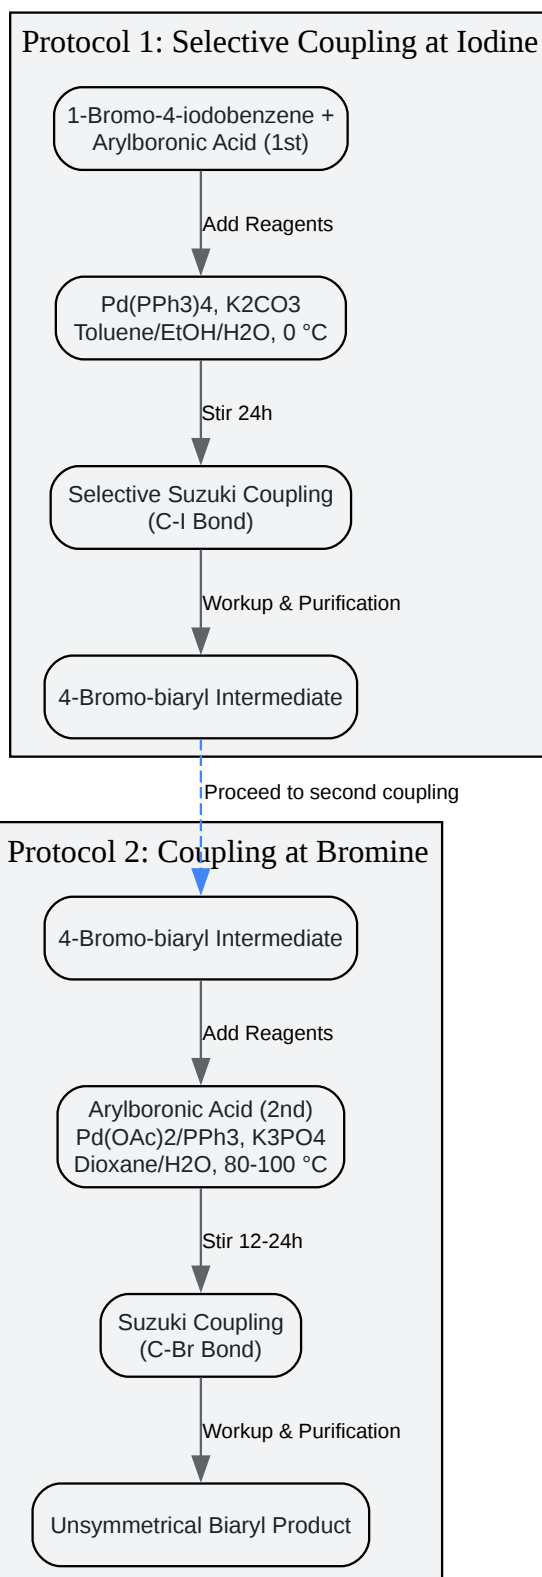 Protocol 1: Selective Coupling at Iodine
1-Bromo-4-iodobenzene +
Arylboronic Acid (1st)
Add Reagents
Pd(PPh3)4, K2CO3
Toluene/EtOH/H2O, 0 °C
Stir 24h
Selective Suzuki Coupling
(C-I Bond)
Workup & Purification
4-Bromo-biaryl Intermediate
Proceed to second coupling
Protocol 2: Coupling at Bromine
4-Bromo-biaryl Intermediate
Add Reagents
Arylboronic Acid (2nd)
Pd(OAc)2/PPh3, K3PO4
Dioxane/H2O, 80-100 °C
Stir 12-24h
Suzuki Coupling
(C-Br Bond)
Workup & Purification
Unsymmetrical Biaryl Product